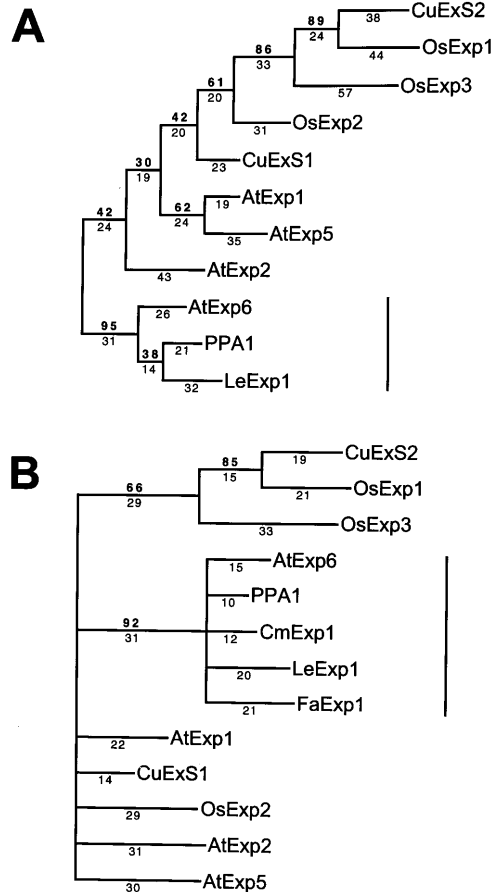 A
89 38 CuExS2
24
86 44 OsExp1
33
61 57 OsExp3
20
42 31 OsExp2
20
30 23 CuExS1
19
62 19 AtExp1
42 24
24 35 AtExp5
43 AtExp2
95 26 AtExp6
31
38 21 PPA1
14
32 LeExp1
B
85 19 CuExS2
66 15
29 21 OsExp1
33 OsExp3
15 AtExp6
10 PPA1
92 12 CmExp1
31
20 LeExp1
21 FaExp1
22 AtExp1
14 CuExS1
29 OsExp2
31 AtExp2
30 AtExp5